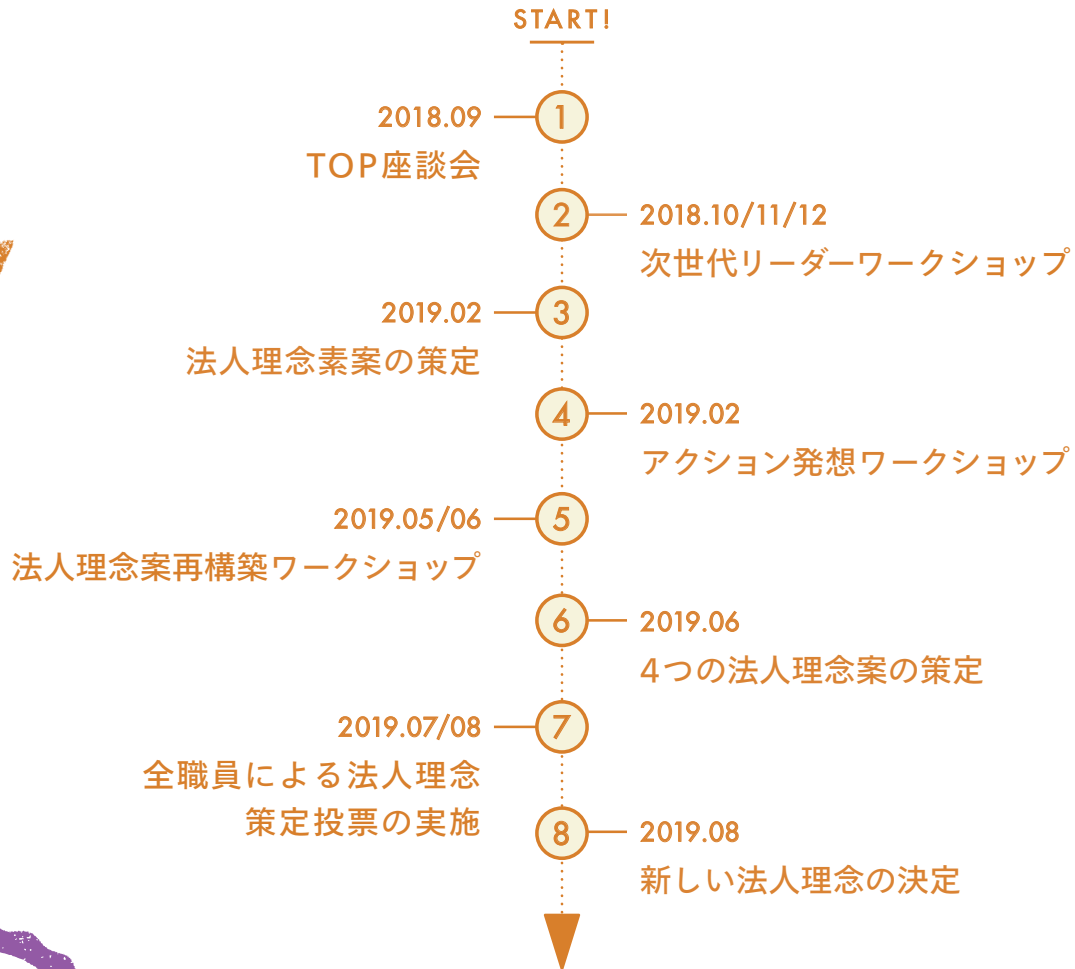 START!
1
2018.09
TOP座談会
2
2018.10/11/12
次世代リーダーワークショップ
3
2019.02
法人理念素案の策定
4
2019.02
アクション発想ワークショップ
5
2019.05/06
法人理念案再構築ワークショップ
6
2019.06
4つの法人理念案の策定
7
2019.07/08
全職員による法人理念
策定投票の実施
8
2019.08
新しい法人理念の決定